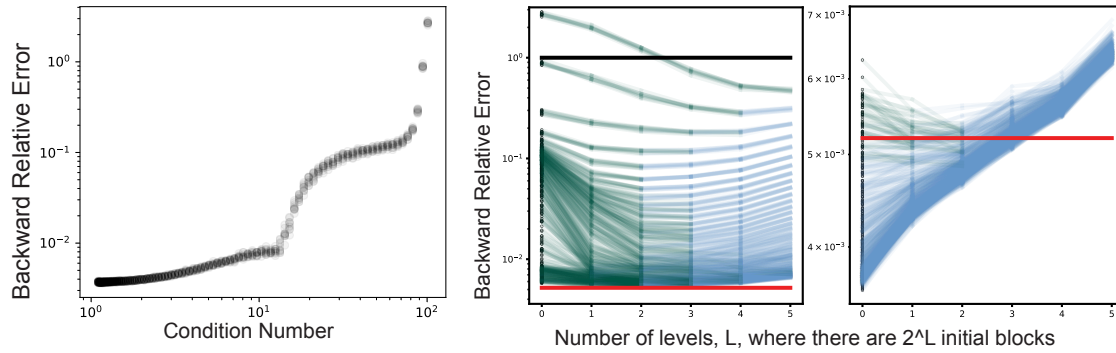 Backward Relative Error
10⁰
10⁻¹
10⁻²
10⁰
10¹
10²
Condition Number
Backward Relative Error
10⁰
10⁻¹
10⁻²
0 1 2 3 4 5
7 × 10⁻³
6 × 10⁻³
5 × 10⁻³
4 × 10⁻³
0 1 2 3 4 5
Number of levels, L, where there are 2^L initial blocks